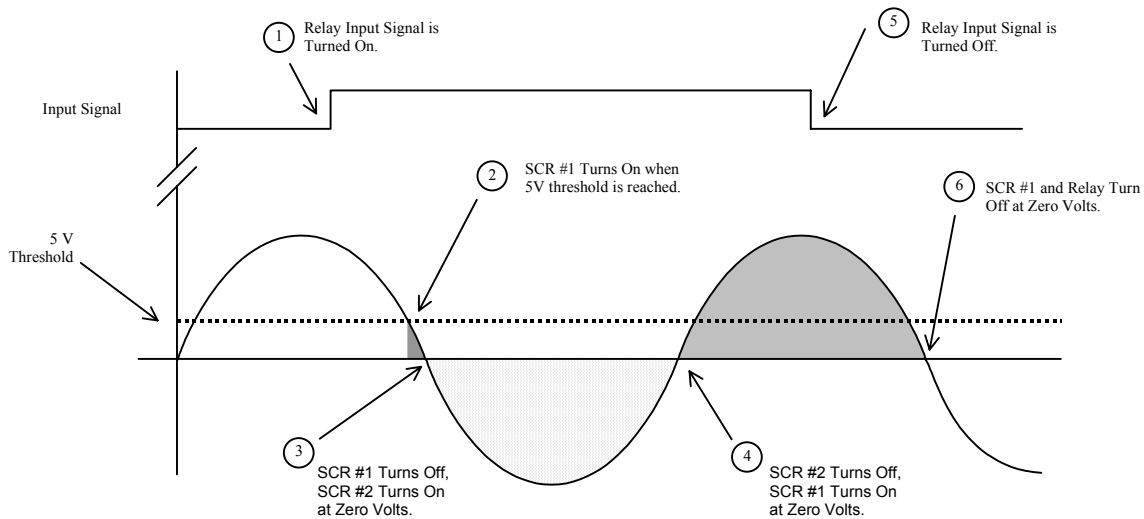 1
Relay Input Signal is
Turned On.
5
Relay Input Signal is
Turned Off.
Input Signal
2
SCR #1 Turns On when
5V threshold is reached.
6
SCR #1 and Relay Turn
Off at Zero Volts.
5 V
Threshold
3
SCR #1 Turns Off,
SCR #2 Turns On
at Zero Volts.
4
SCR #2 Turns Off,
SCR #1 Turns On
at Zero Volts.